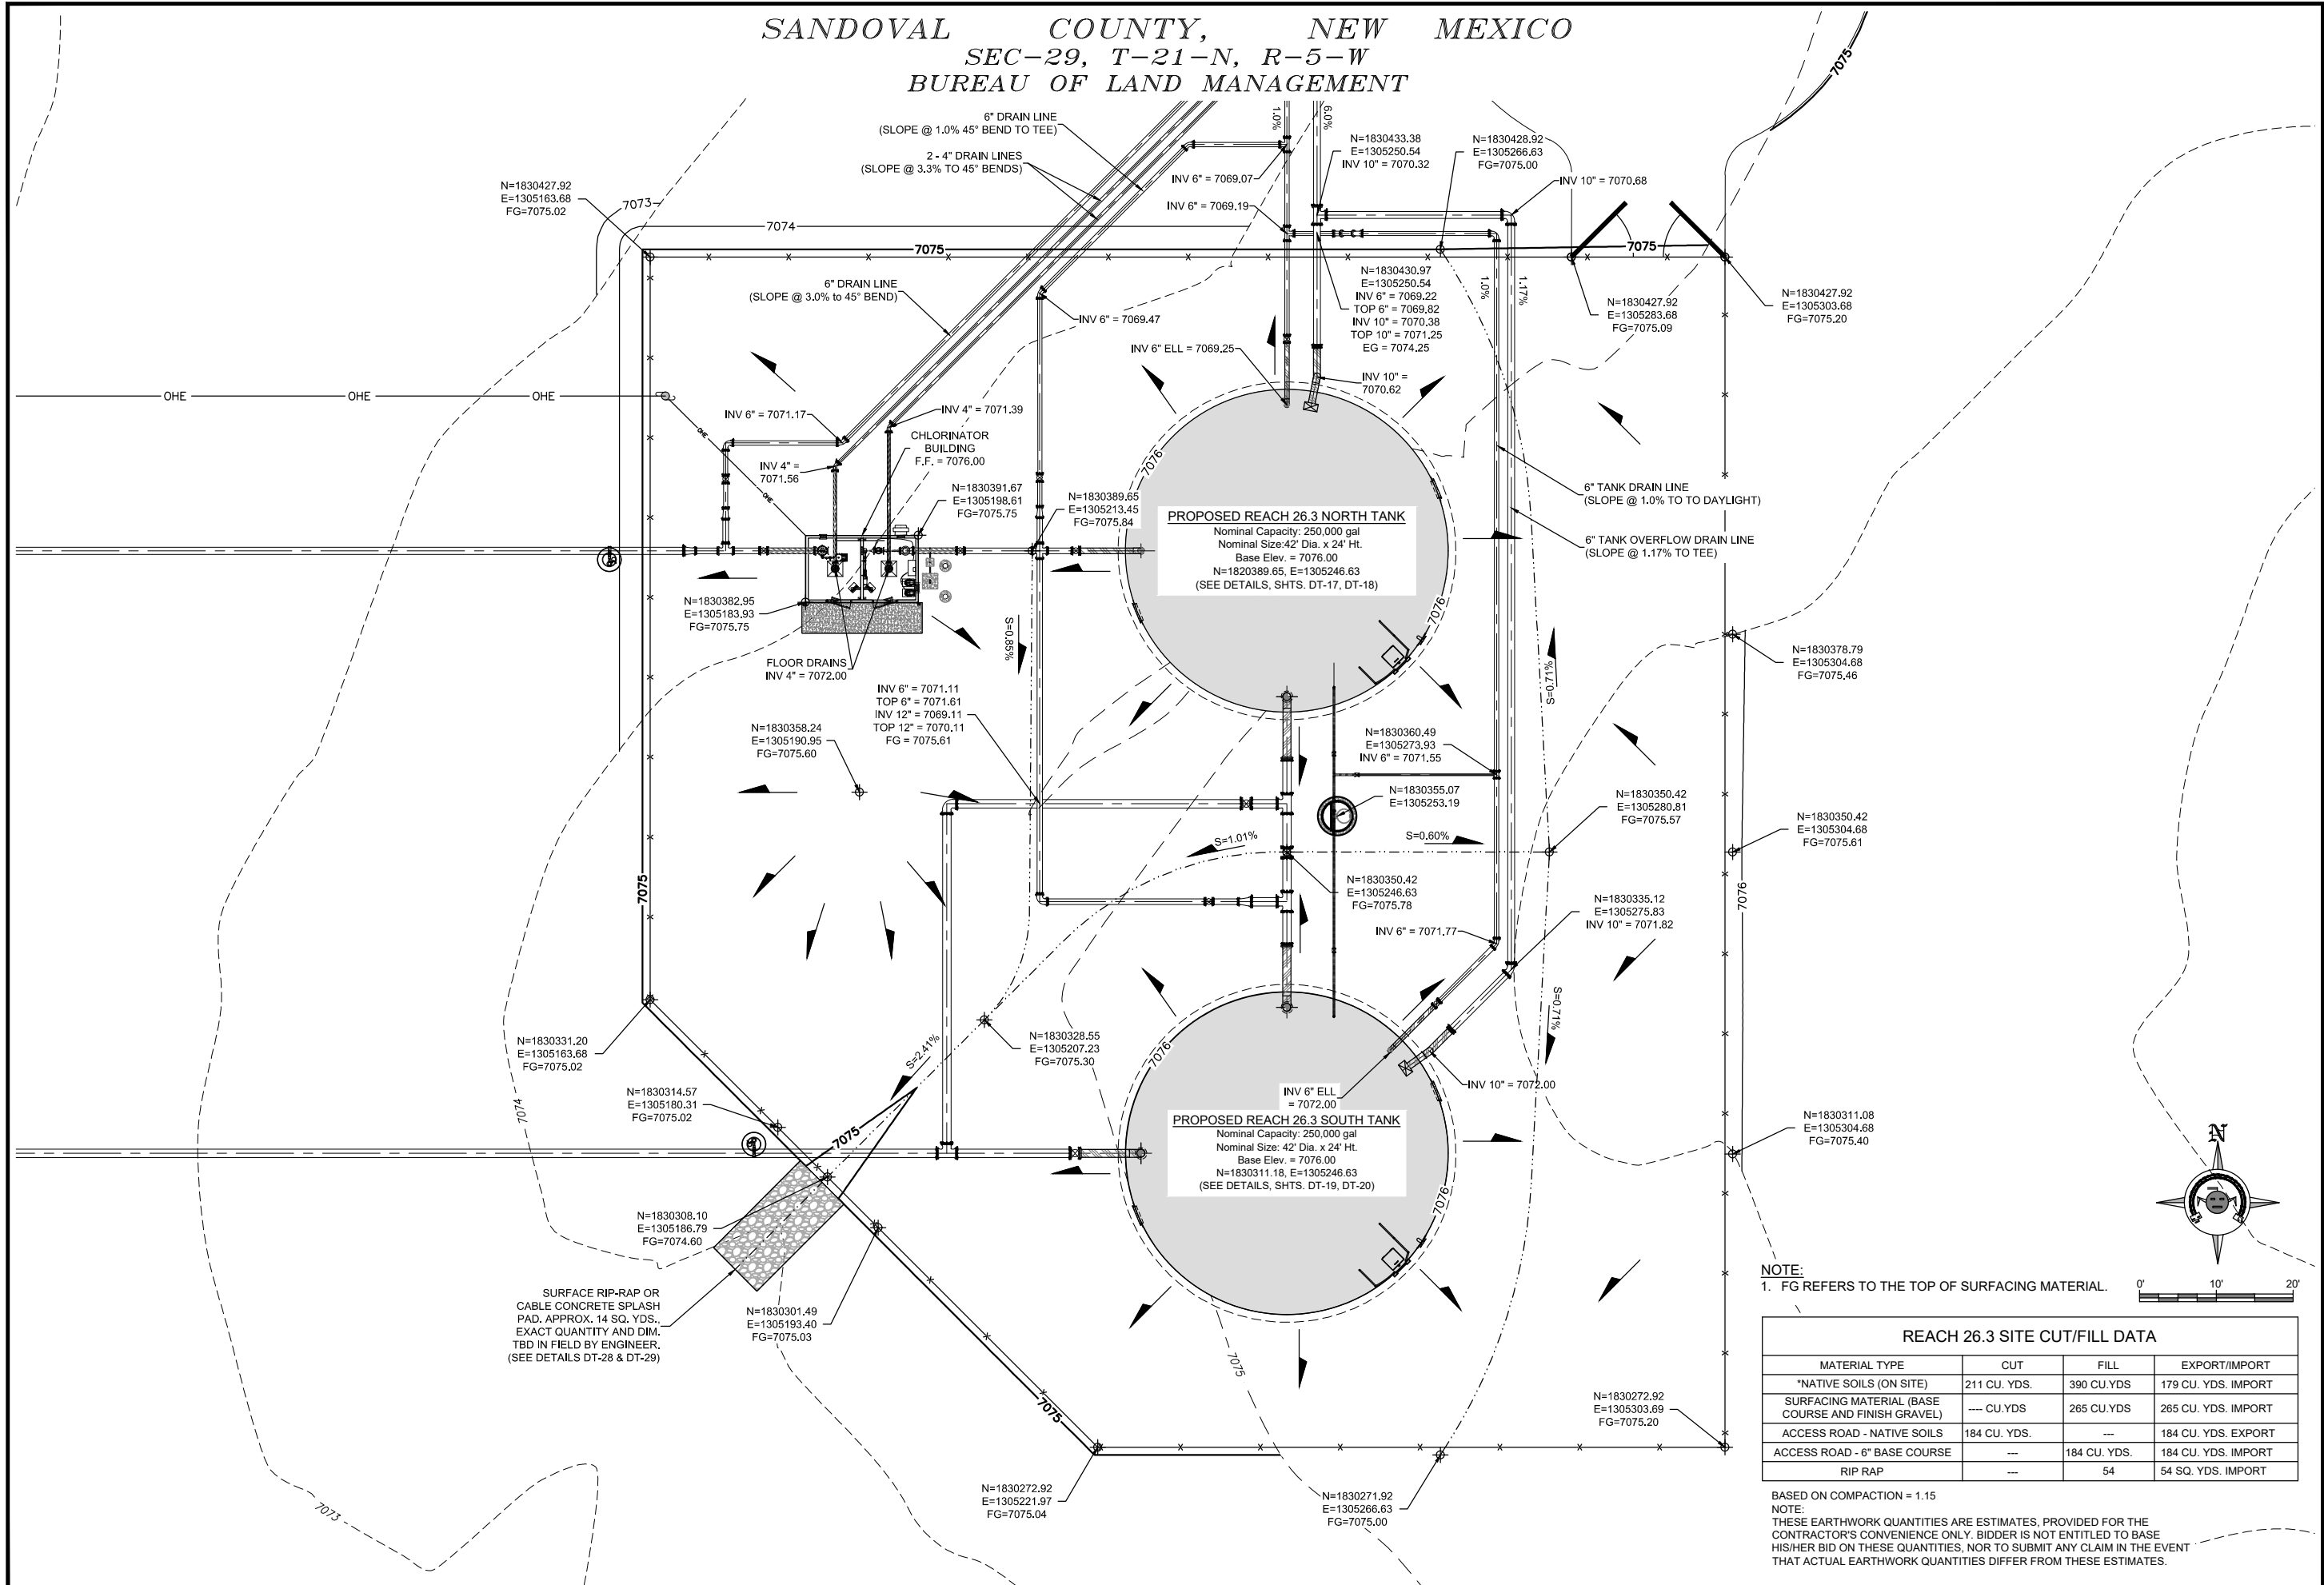 SANDOVAL COUNTY, NEW MEXICO
SEC-29, T-21-N, R-5-W
BUREAU OF LAND MANAGEMENT
7075
6" DRAIN LINE
(SLOPE @ 1.0% 45° BEND TO TEE)
2 - 4" DRAIN LINES
(SLOPE @ 3.3% TO 45° BENDS)
1.0%
6.0%
N=1830433.38
E=1305250.54
INV 10" = 7070.32
N=1830428.92
E=1305266.63
FG=7075.00
INV 6" = 7069.07
INV 10" = 7070.68
N=1830427.92
E=1305163.68
FG=7075.02
INV 6" = 7069.19
7073
7074
7075
7075
6" DRAIN LINE
(SLOPE @ 3.0% to 45° BEND)
INV 6" = 7069.47
N=1830430.97
E=1305250.54
INV 6" = 7069.22
TOP 6" = 7069.82
INV 10" = 7070.38
TOP 10" = 7071.25
EG = 7074.25
1.0%
1.17%
N=1830427.92
E=1305283.68
FG=7075.09
N=1830427.92
E=1305303.68
FG=7075.20
INV 6" ELL = 7069.25
INV 10" =
7070.62
OHE
OHE
OHE
OHE
OHE
INV 6" = 7071.17
INV 4" = 7071.39
CHLORINATOR
BUILDING
F.F. = 7076.00
INV 4" =
7071.56
N=1830391.67
E=1305198.61
FG=7075.75
N=1830389.65
E=1305213.45
FG=7075.84
7076
6" TANK DRAIN LINE
(SLOPE @ 1.0% TO TO DAYLIGHT)
6" TANK OVERFLOW DRAIN LINE
(SLOPE @ 1.17% TO TEE)
PROPOSED REACH 26.3 NORTH TANK
Nominal Capacity: 250,000 gal
Nominal Size:42' Dia. x 24' Ht.
Base Elev. = 7076.00
N=1820389.65, E=1305246.63
(SEE DETAILS, SHTS. DT-17, DT-18)
7076
N=1830382.95
E=1305183.93
FG=7075.75
S=0.85%
FLOOR DRAINS
INV 4" = 7072.00
N=1830378.79
E=1305304.68
FG=7075.46
S=0.71%
INV 6" = 7071.11
TOP 6" = 7071.61
INV 12" = 7069.11
TOP 12" = 7070.11
FG = 7075.61
N=1830358.24
E=1305190.95
FG=7075.60
N=1830360.49
E=1305273.93
INV 6" = 7071.55
N=1830355.07
E=1305253.19
N=1830350.42
E=1305280.81
FG=7075.57
N=1830350.42
E=1305304.68
FG=7075.61
S=1.01%
S=0.60%
7075
N=1830350.42
E=1305246.63
FG=7075.78
7076
N=1830335.12
E=1305275.83
INV 10" = 7071.82
INV 6" = 7071.77
S=0.71%
N=1830331.20
E=1305163.68
FG=7075.02
S=2.41%
N=1830328.55
E=1305207.23
FG=7075.30
7076
7074
N=1830314.57
E=1305180.31
FG=7075.02
INV 6" ELL
= 7072.00
INV 10" = 7072.00
7075
PROPOSED REACH 26.3 SOUTH TANK
Nominal Capacity: 250,000 gal
Nominal Size: 42' Dia. x 24' Ht.
Base Elev. = 7076.00
N=1830311.18, E=1305246.63
(SEE DETAILS, SHTS. DT-19, DT-20)
7076
N=1830311.08
E=1305304.68
FG=7075.40
N
N=1830308.10
E=1305186.79
FG=7074.60
SURFACE RIP-RAP OR
CABLE CONCRETE SPLASH
PAD. APPROX. 14 SQ. YDS.,
EXACT QUANTITY AND DIM.
TBD IN FIELD BY ENGINEER.
(SEE DETAILS DT-28 & DT-29)
N=1830301.49
E=1305193.40
FG=7075.03
7075
7075
7073
N=1830272.92
E=1305221.97
FG=7075.04
N=1830271.92
E=1305266.63
FG=7075.00
N=1830272.92
E=1305303.69
FG=7075.20
NOTE:
1. FG REFERS TO THE TOP OF SURFACING MATERIAL.
0' 10' 20'
REACH 26.3 SITE CUT/FILL DATA
MATERIAL TYPE CUT FILL EXPORT/IMPORT
*NATIVE SOILS (ON SITE) 211 CU. YDS. 390 CU.YDS 179 CU. YDS. IMPORT
SURFACING MATERIAL (BASE
COURSE AND FINISH GRAVEL) ---- CU.YDS 265 CU.YDS 265 CU. YDS. IMPORT
ACCESS ROAD - NATIVE SOILS 184 CU. YDS. --- 184 CU. YDS. EXPORT
ACCESS ROAD - 6" BASE COURSE --- 184 CU. YDS. 184 CU. YDS. IMPORT
RIP RAP --- 54 54 SQ. YDS. IMPORT
BASED ON COMPACTION = 1.15
NOTE:
THESE EARTHWORK QUANTITIES ARE ESTIMATES, PROVIDED FOR THE
CONTRACTOR'S CONVENIENCE ONLY. BIDDER IS NOT ENTITLED TO BASE
HIS/HER BID ON THESE QUANTITIES, NOR TO SUBMIT ANY CLAIM IN THE EVENT
THAT ACTUAL EARTHWORK QUANTITIES DIFFER FROM THESE ESTIMATES.